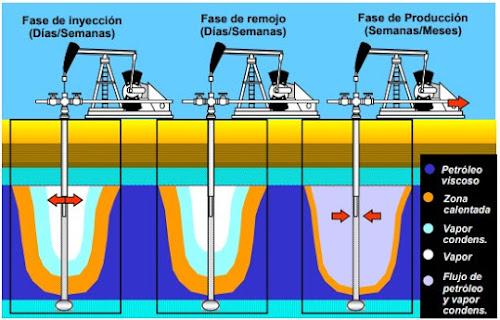 Fase de inyección
(Días/Semanas)
Fase de remojo
(Días/Semanas)
Fase de Producción
(Semanas/Meses)
Petróleo
viscoso
Zona
calentada
Vapor
condens.
Vapor
Flujo de
petróleo
y vapor
condens.